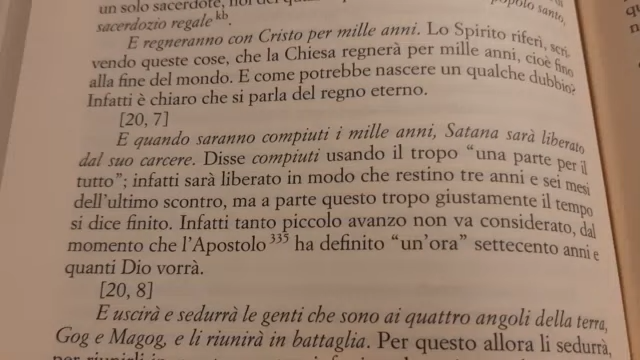 un solo sacerdote, noi
popolo santo,
sacerdozio regale kb.
E regneranno con Cristo per mille anni. Lo Spirito riferì, scri-
vendo queste cose, che la Chiesa regnerà per mille anni, cioè fino
alla fine del mondo. E come potrebbe nascere un qualche dubbio?
Infatti è chiaro che si parla del regno eterno.
[20, 7]
E quando saranno compiuti i mille anni, Satana sarà liberato
dal suo carcere. Disse compiuti usando il tropo “una parte per il
tutto”; infatti sarà liberato in modo che restino tre anni e sei mesi
dell’ultimo scontro, ma a parte questo tropo giustamente il tempo
si dice finito. Infatti tanto piccolo avanzo non va considerato, dal
momento che l’Apostolo 335 ha definito “un’ora” settecento anni e
quanti Dio vorrà.
[20, 8]
E uscirà e sedurrà le genti che sono ai quattro angoli della terra,
Gog e Magog, e li riunirà in battaglia. Per questo allora li sedurrà,